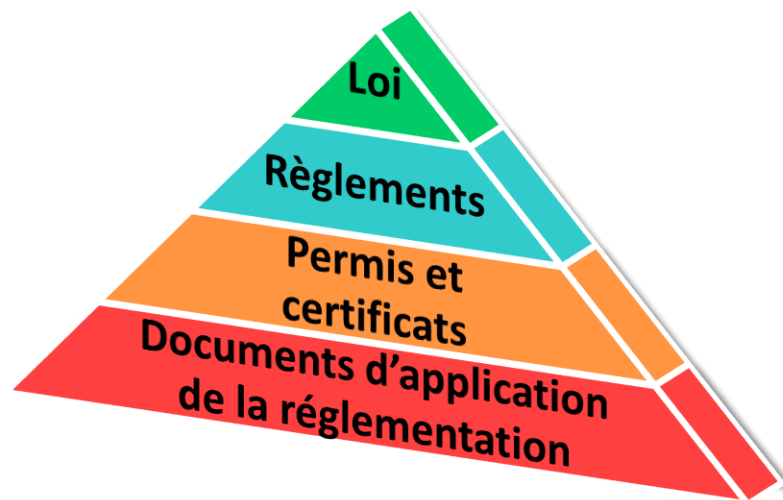 Loi
Règlements
Permis et
certificats
Documents d’application
de la réglementation